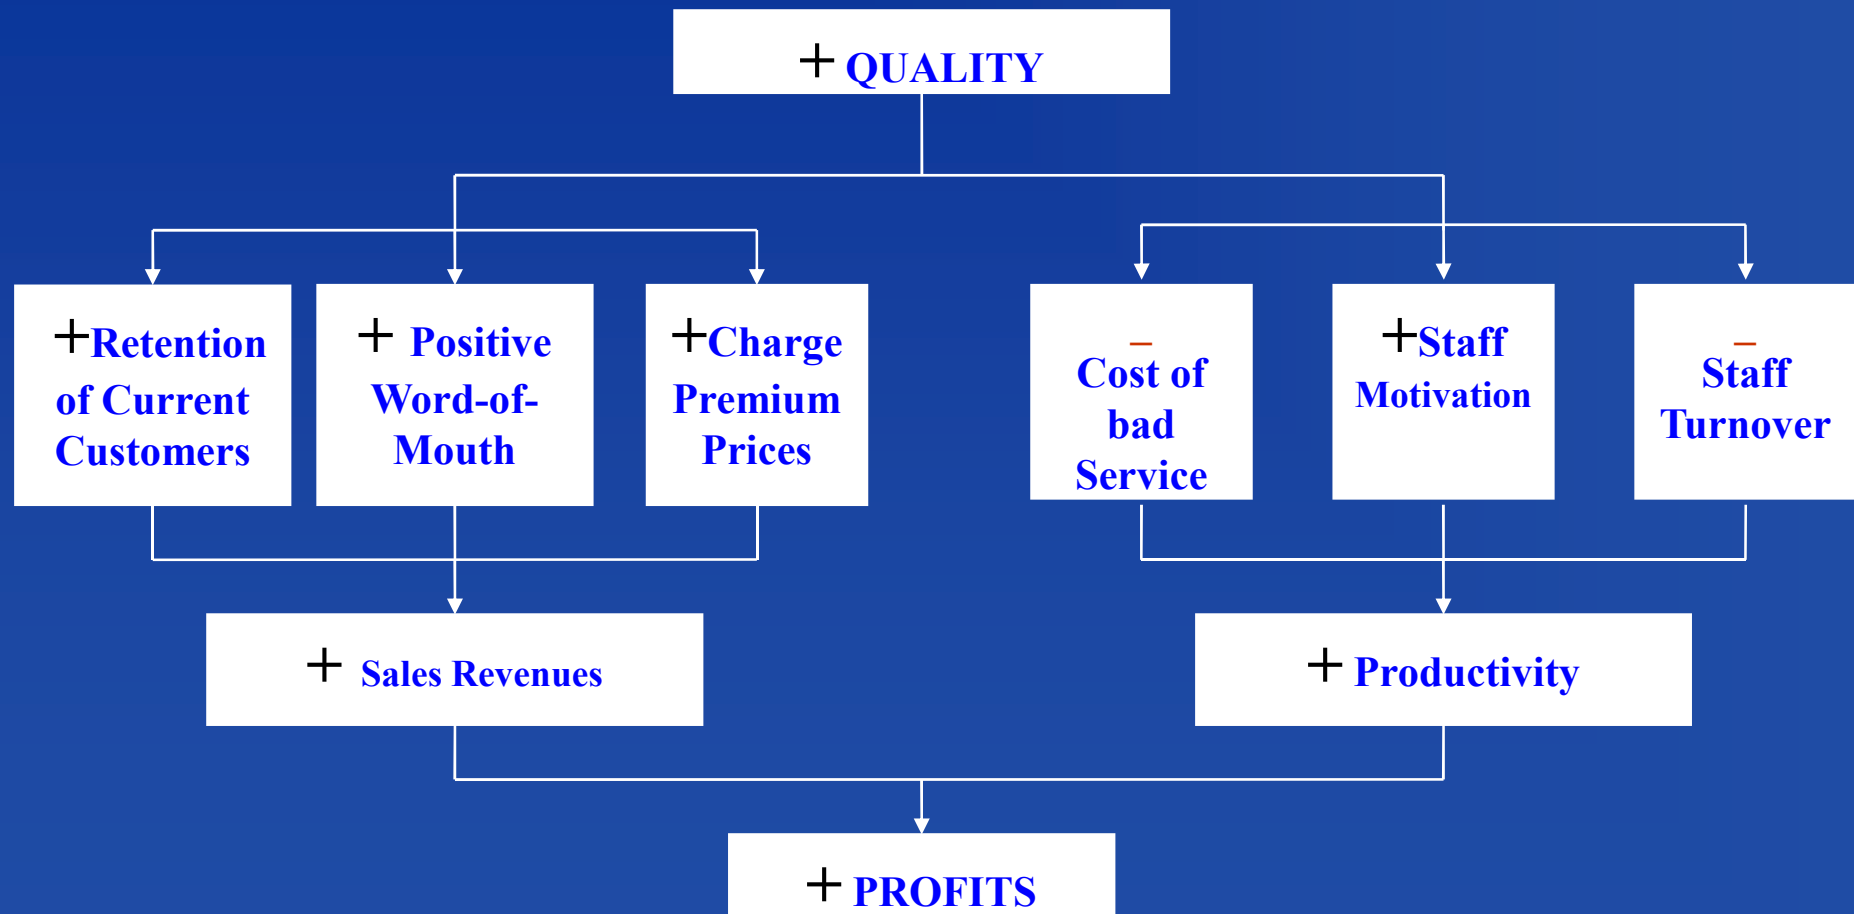 + QUALITY
+Retention
of Current
Customers
+ Positive
Word-of-
Mouth
+Charge
Premium
Prices
–
Cost of
bad
Service
+Staff
Motivation
–
Staff
Turnover
+ Sales Revenues
+ Productivity
+ PROFITS